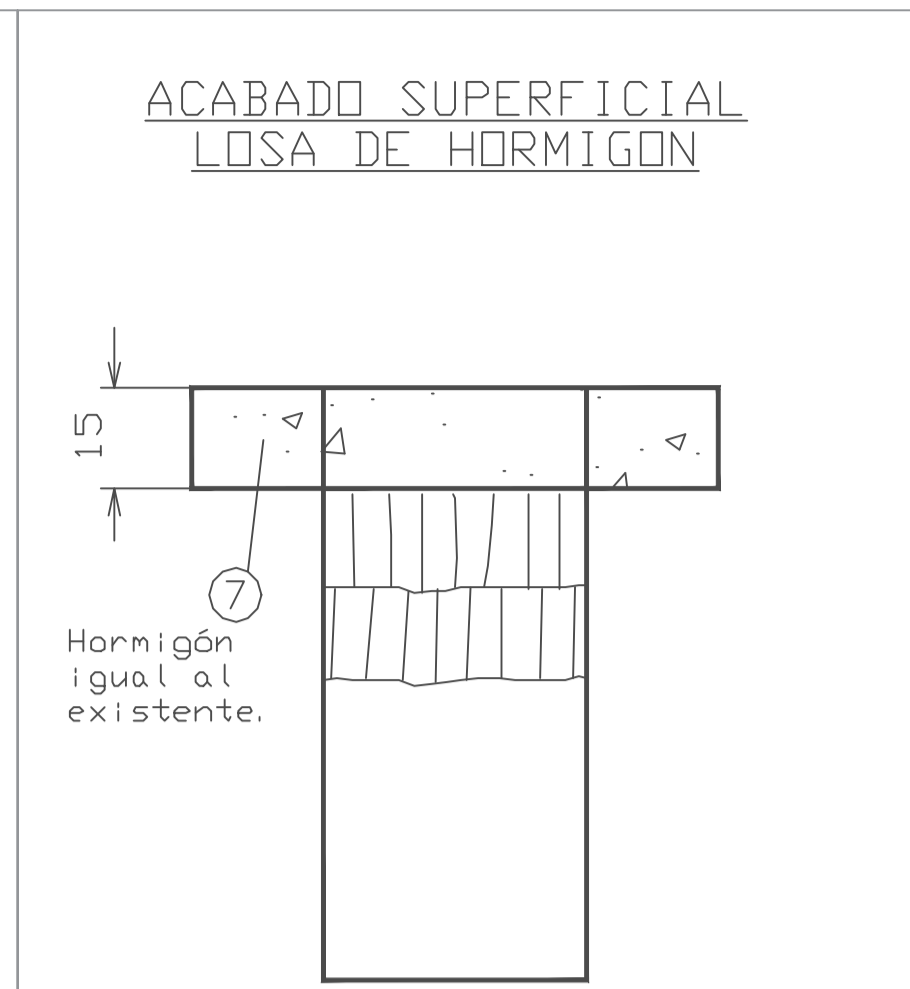 ACABADO SUPERFICIAL
LOSA DE HORMIGON
15
7
Hormigón
igual al
existente.